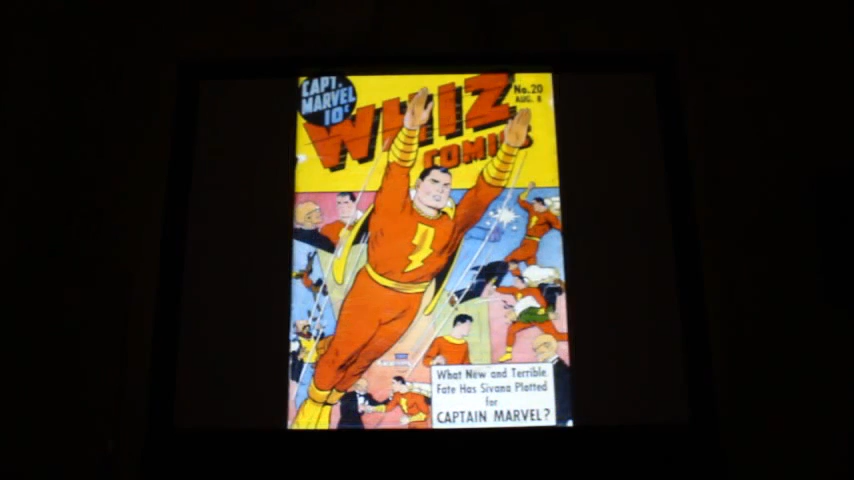 CAPT.
MARVEL
10¢
WHIZ
COMICS
No.20
AUG. 8
What New and Terrible
Fate Has Sivana Plotted
for
CAPTAIN MARVEL?